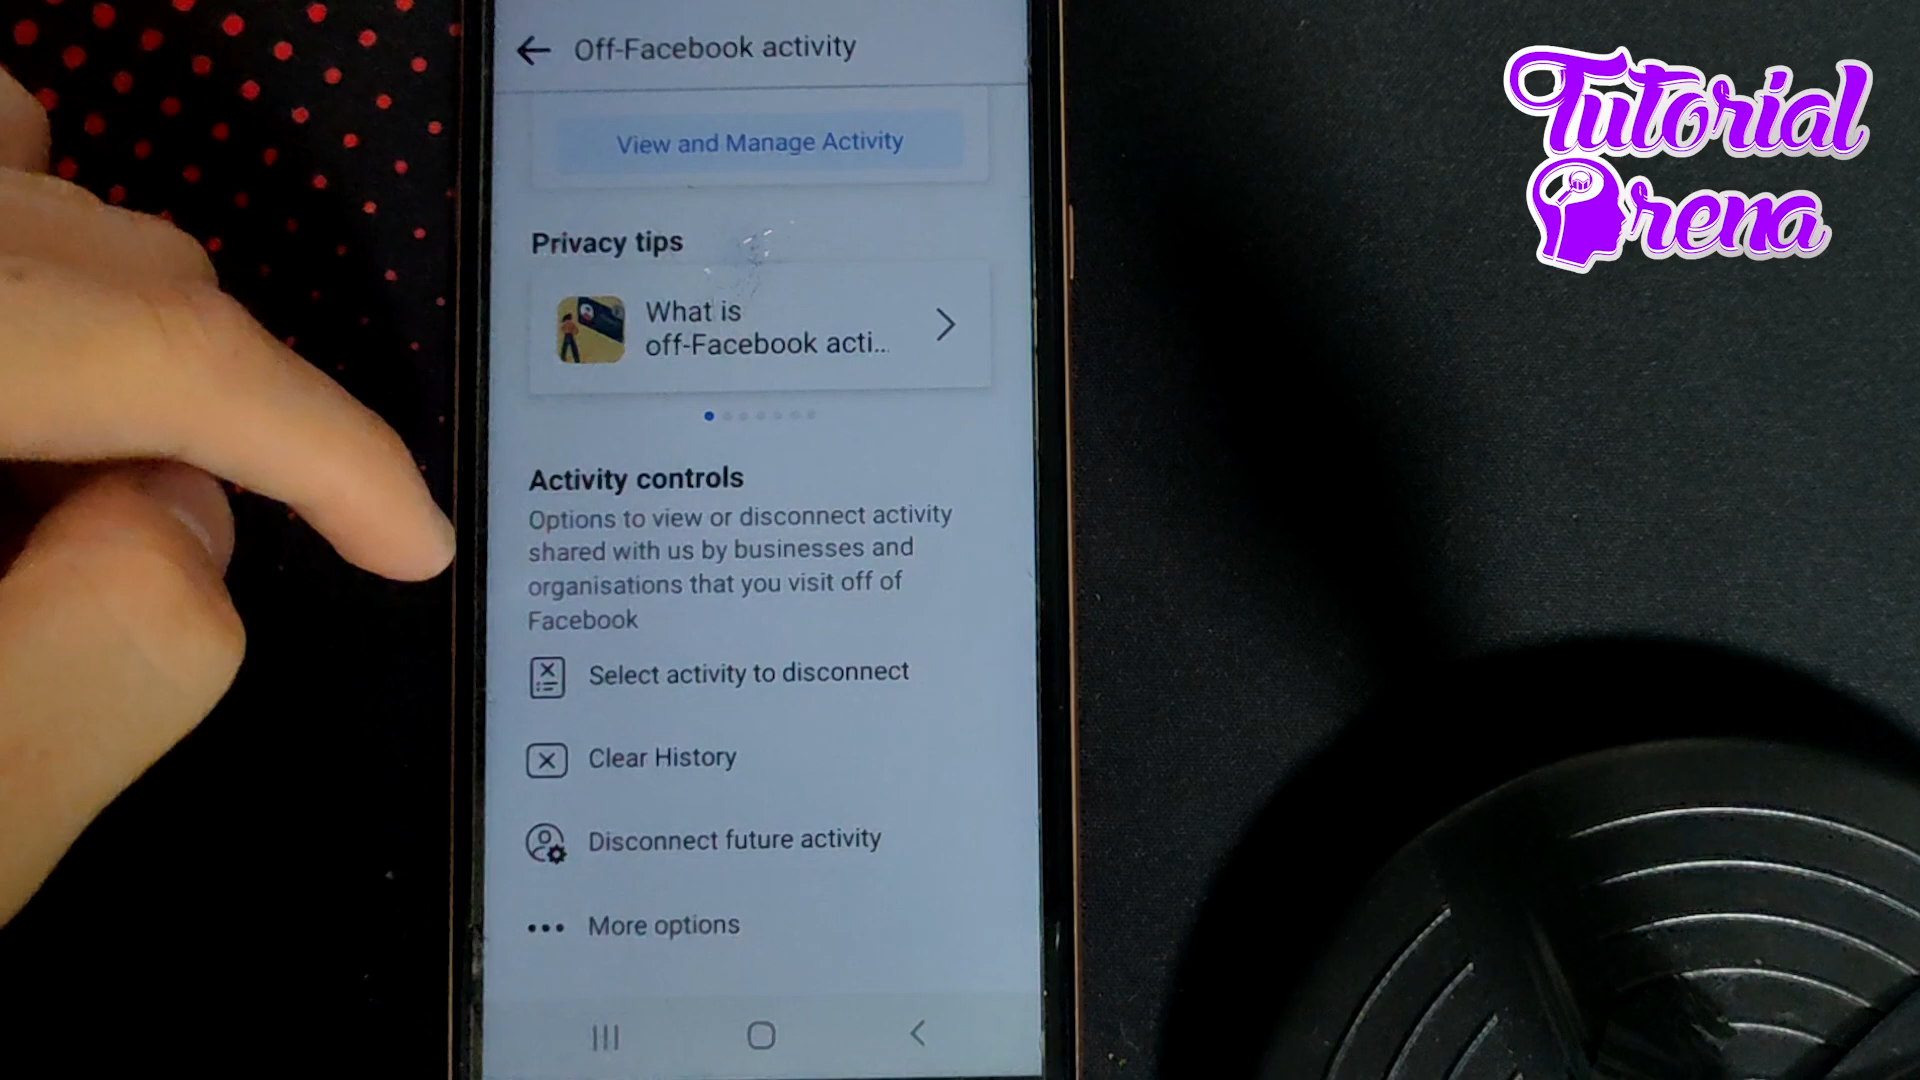 Off-Facebook activity
View and Manage Activity
Privacy tips
What is
off-Facebook acti...
Activity controls
Options to view or disconnect activity
shared with us by businesses and
organisations that you visit off of
Facebook
Select activity to disconnect
Clear History
Disconnect future activity
More options
Tutorial
Arena